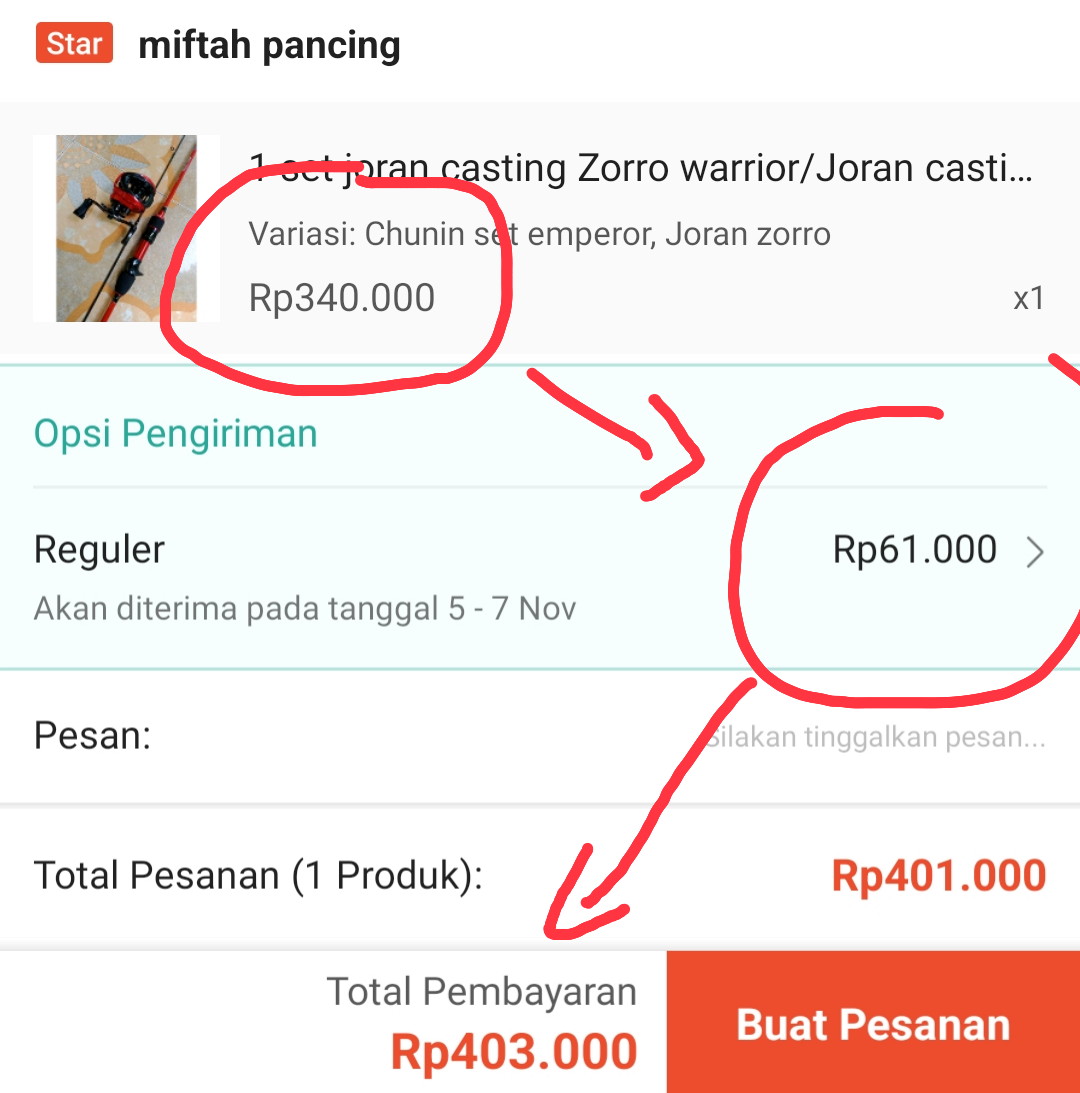 Star miftah pancing
1 set joran casting Zorro warrior/Joran casti...
Variasi: Chunin set emperor, Joran zorro
Rp340.000 x1
Opsi Pengiriman
Reguler Rp61.000
Akan diterima pada tanggal 5 - 7 Nov
Pesan: Silakan tinggalkan pesan...
Total Pesanan (1 Produk): Rp401.000
Total Pembayaran
Rp403.000
Buat Pesanan